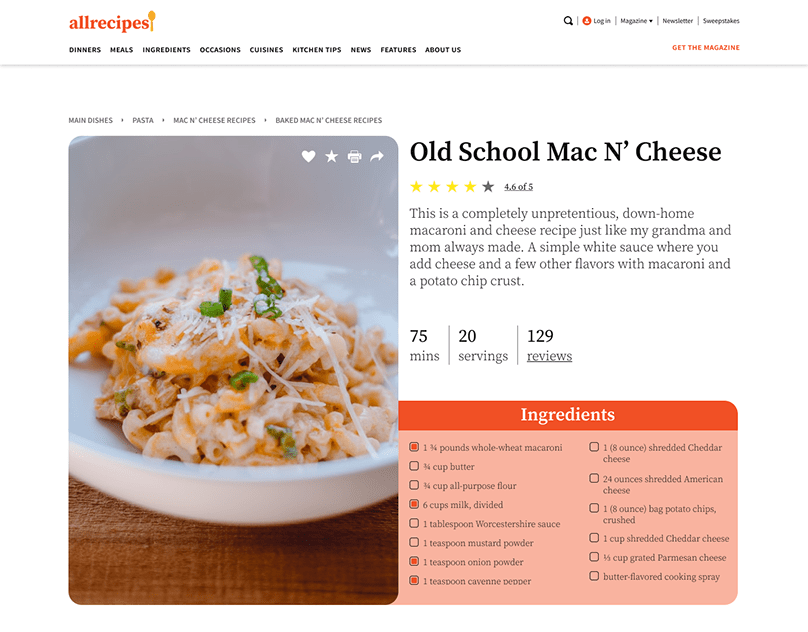 allrecipes
Log in
Magazine
Newsletter
Sweepstakes
DINNERS MEALS INGREDIENTS OCCASIONS CUISINES KITCHEN TIPS NEWS FEATURES ABOUT US
GET THE MAGAZINE
MAIN DISHES PASTA MAC N’ CHEESE RECIPES BAKED MAC N’ CHEESE RECIPES
Old School Mac N’ Cheese
4.6 of 5
This is a completely unpretentious, down-home
macaroni and cheese recipe just like my grandma and
mom always made. A simple white sauce where you
add cheese and a few other flavors with macaroni and
a potato chip crust.
75 mins
20 servings
129 reviews
Ingredients
1 ¾ pounds whole-wheat macaroni
¾ cup butter
¾ cup all-purpose flour
6 cups milk, divided
1 tablespoon Worcestershire sauce
1 teaspoon mustard powder
1 teaspoon onion powder
1 teaspoon cayenne pepper
1 (8 ounce) shredded Cheddar
cheese
24 ounces shredded American
cheese
1 (8 ounce) bag potato chips,
crushed
1 cup shredded Cheddar cheese
⅓ cup grated Parmesan cheese
butter-flavored cooking spray